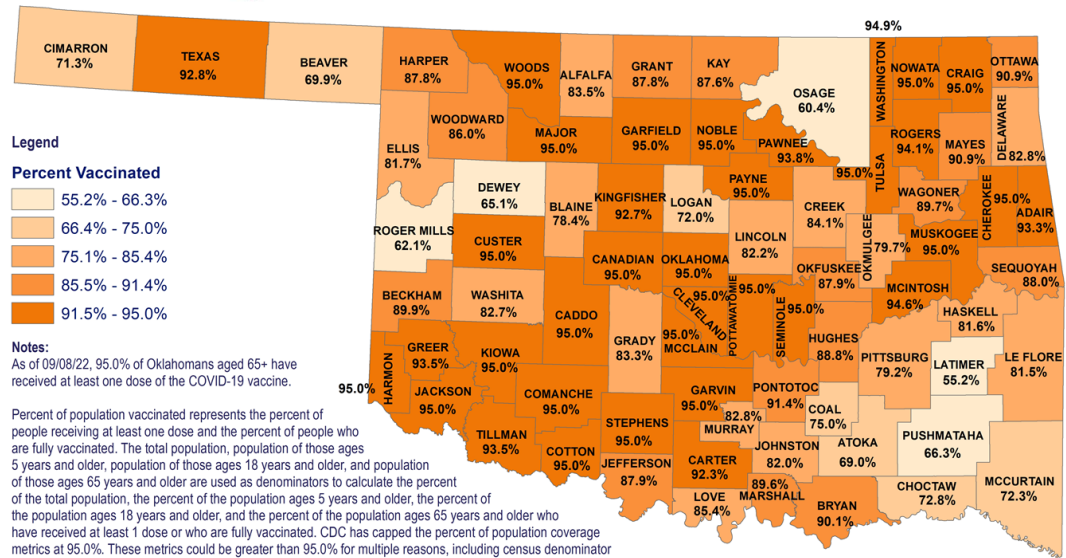 94.9%
CIMARRON
71.3%
TEXAS
92.8%
BEAVER
69.9%
HARPER
87.8%
WOODS
95.0%
ALFALFA
83.5%
GRANT
87.8%
KAY
87.6%
OSAGE
60.4%
WASHINGTON
NOWATA
95.0%
CRAIG
95.0%
OTTAWA
90.9%
WOODWARD
86.0%
MAJOR
95.0%
GARFIELD
95.0%
NOBLE
95.0%
PAWNEE
93.8%
ROGERS
94.1%
MAYES
90.9%
DELAWARE
82.8%
ELLIS
81.7%
Legend
Percent Vaccinated
55.2% - 66.3%
66.4% - 75.0%
75.1% - 85.4%
85.5% - 91.4%
91.5% - 95.0%
DEWEY
65.1%
BLAINE
78.4%
KINGFISHER
92.7%
LOGAN
72.0%
PAYNE
95.0%
95.0%
TULSA
CREEK
84.1%
WAGONER
89.7%
CHEROKEE
95.0%
ADAIR
93.3%
ROGER MILLS
62.1%
CUSTER
95.0%
CANADIAN
95.0%
OKLAHOMA
95.0%
LINCOLN
82.2%
OKMULGEE
79.7%
MUSKOGEE
95.0%
OKFUSKEE
87.9%
MCINTOSH
94.6%
SEQUOYAH
88.0%
BECKHAM
89.9%
WASHITA
82.7%
CADDO
95.0%
GRADY
83.3%
CLEVELAND
95.0%
95.0%
MCCLAIN
POTTAWATOMIE
95.0%
SEMINOLE
95.0%
HUGHES
88.8%
PITTSBURG
79.2%
HASKELL
81.6%
LATIMER
55.2%
LE FLORE
81.5%
Notes:
As of 09/08/22, 95.0% of Oklahomans aged 65+ have
received at least one dose of the COVID-19 vaccine.
95.0%
HARMON
GREER
93.5%
KIOWA
95.0%
JACKSON
95.0%
COMANCHE
95.0%
TILLMAN
93.5%
COTTON
95.0%
STEPHENS
95.0%
JEFFERSON
87.9%
GARVIN
95.0%
82.8%
MURRAY
PONTOTOC
91.4%
COAL
75.0%
JOHNSTON
82.0%
ATOKA
69.0%
PUSHMATAHA
66.3%
CARTER
92.3%
LOVE
85.4%
89.6%
MARSHALL
BRYAN
90.1%
CHOCTAW
72.8%
MCCURTAIN
72.3%
Percent of population vaccinated represents the percent of
people receiving at least one dose and the percent of people who
are fully vaccinated. The total population, population of those ages
5 years and older, population of those ages 18 years and older, and population
of those ages 65 years and older are used as denominators to calculate the percent
of the total population, the percent of the population ages 5 years and older, the percent of
the population ages 18 years and older, and the percent of the population ages 65 years and older who
have received at least 1 dose or who are fully vaccinated. CDC has capped the percent of population coverage
metrics at 95.0%. These metrics could be greater than 95.0% for multiple reasons, including census denominator